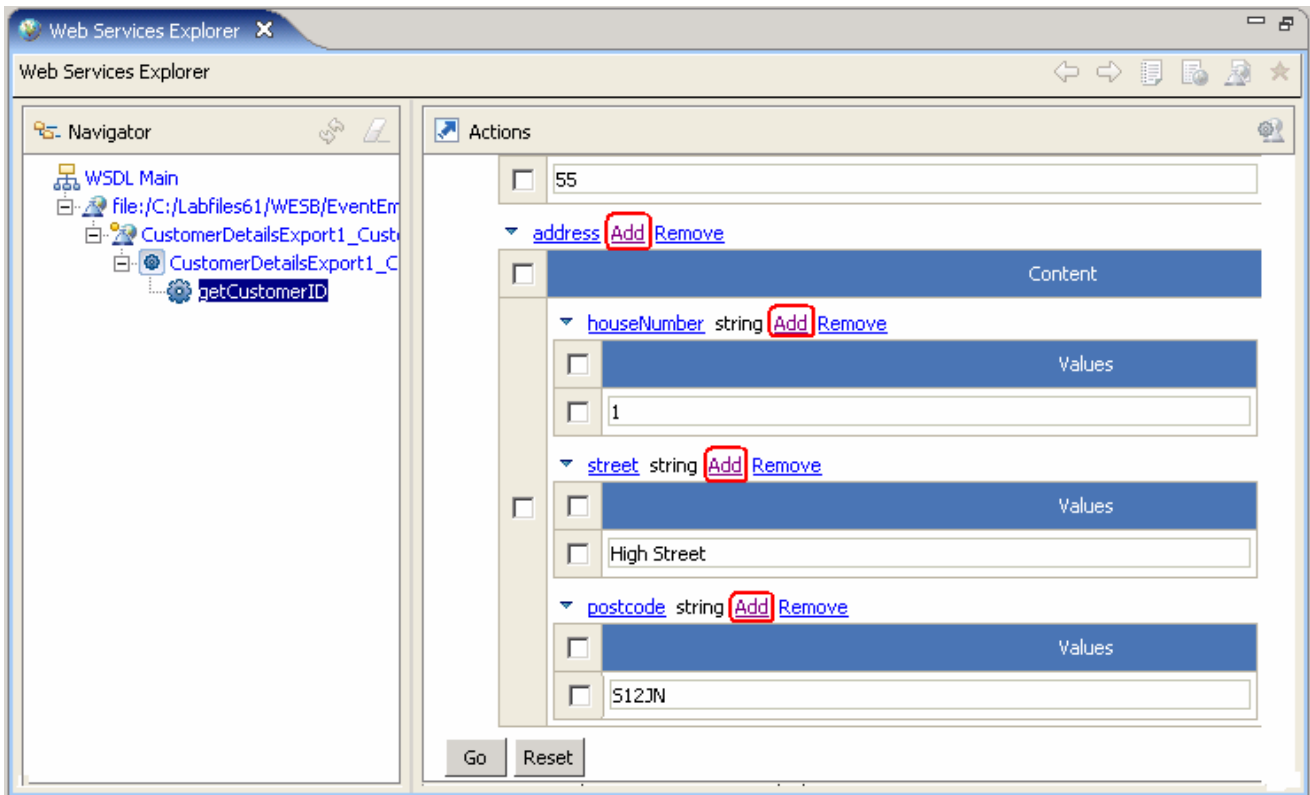 Web Services Explorer
Web Services Explorer
Navigator
WSDL Main
file:/C:/Labfiles61/WESB/EventEm
CustomerDetailsExport1_Custo
CustomerDetailsExport1_C
getCustomerID
Actions
55
address Add Remove
Content
houseNumber string Add Remove
Values
1
street string Add Remove
Values
High Street
postcode string Add Remove
Values
S12JN
Go Reset